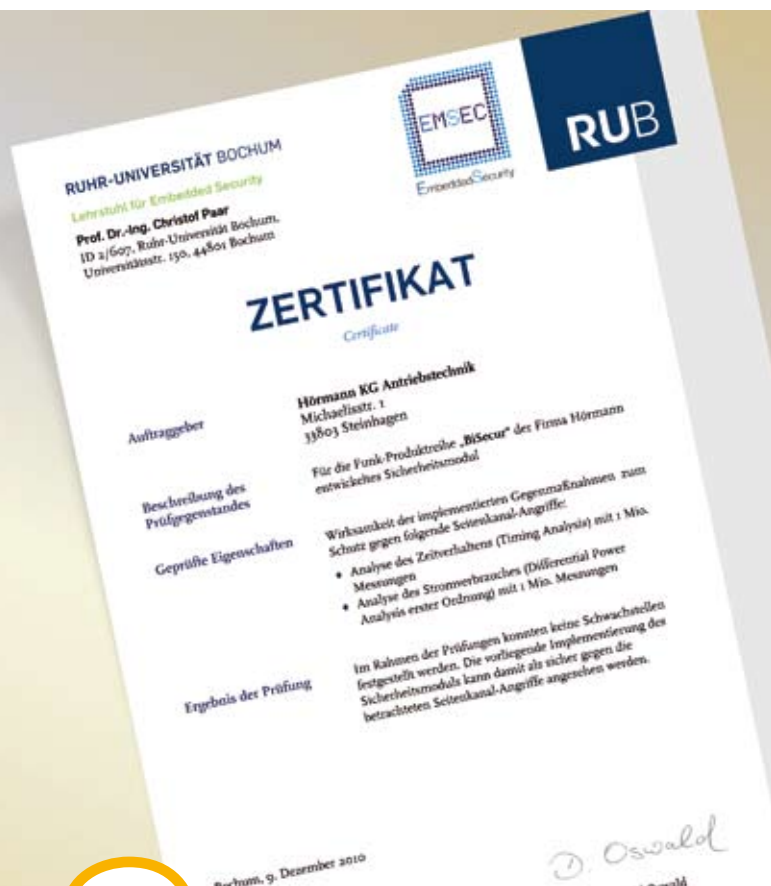 RUHR-UNIVERSITÄT BOCHUM
Lehrstuhl für Embedded Security
Prof. Dr.-Ing. Christof Paar
ID 2/607, Ruhr-Universität Bochum,
Universitätsstr. 150, 44801 Bochum
EMSEC
EmbeddedSecurity
RUB
ZERTIFIKAT
Certificate
Auftraggeber
Hörmann KG Antriebstechnik
Michaelisstr. 1
33803 Steinhagen
Beschreibung des
Prüfgegenstandes
Für die Funk-Produktreihe „BiSecur" der Firma Hörmann
entwickeltes Sicherheitsmodul
Geprüfte Eigenschaften
Wirksamkeit der implementierten Gegenmaßnahmen zum
Schutz gegen folgende Seitenkanal-Angriffe:
• Analyse des Zeitverhaltens (Timing Analysis) mit 1 Mio.
Messungen
• Analyse des Stromverbrauches (Differential Power
Analysis erster Ordnung) mit 1 Mio. Messungen
Ergebnis der Prüfung
Im Rahmen der Prüfungen konnten keine Schwachstellen
festgestellt werden. Die vorliegende Implementierung des
Sicherheitsmoduls kann damit als sicher gegen die
betrachteten Seitenkanal-Angriffe angesehen werden.
Bochum, 9. Dezember 2010
D. Oswald
Oswald